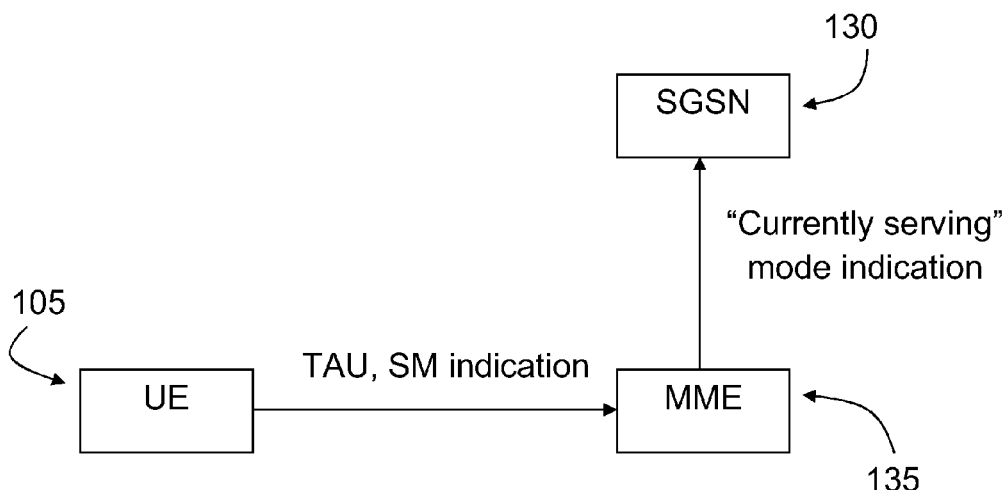 130
SGSN
“Currently serving”
mode indication
105
TAU, SM indication
UE
MME
135